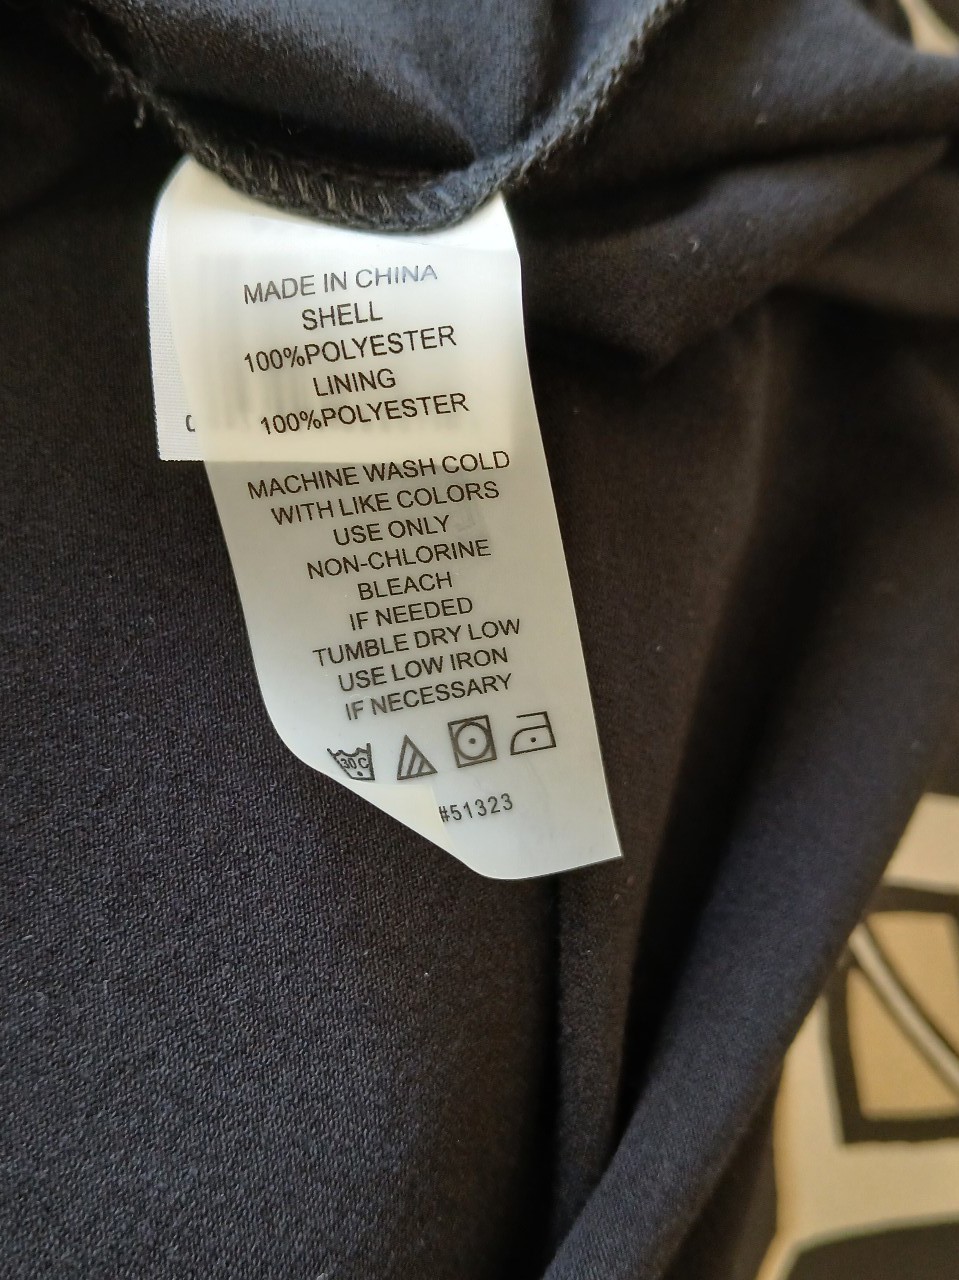 MADE IN CHINA
SHELL
100%POLYESTER
LINING
100%POLYESTER
MACHINE WASH COLD
WITH LIKE COLORS
USE ONLY
NON-CHLORINE
BLEACH
IF NEEDED
TUMBLE DRY LOW
USE LOW IRON
IF NECESSARY
30C
#51323